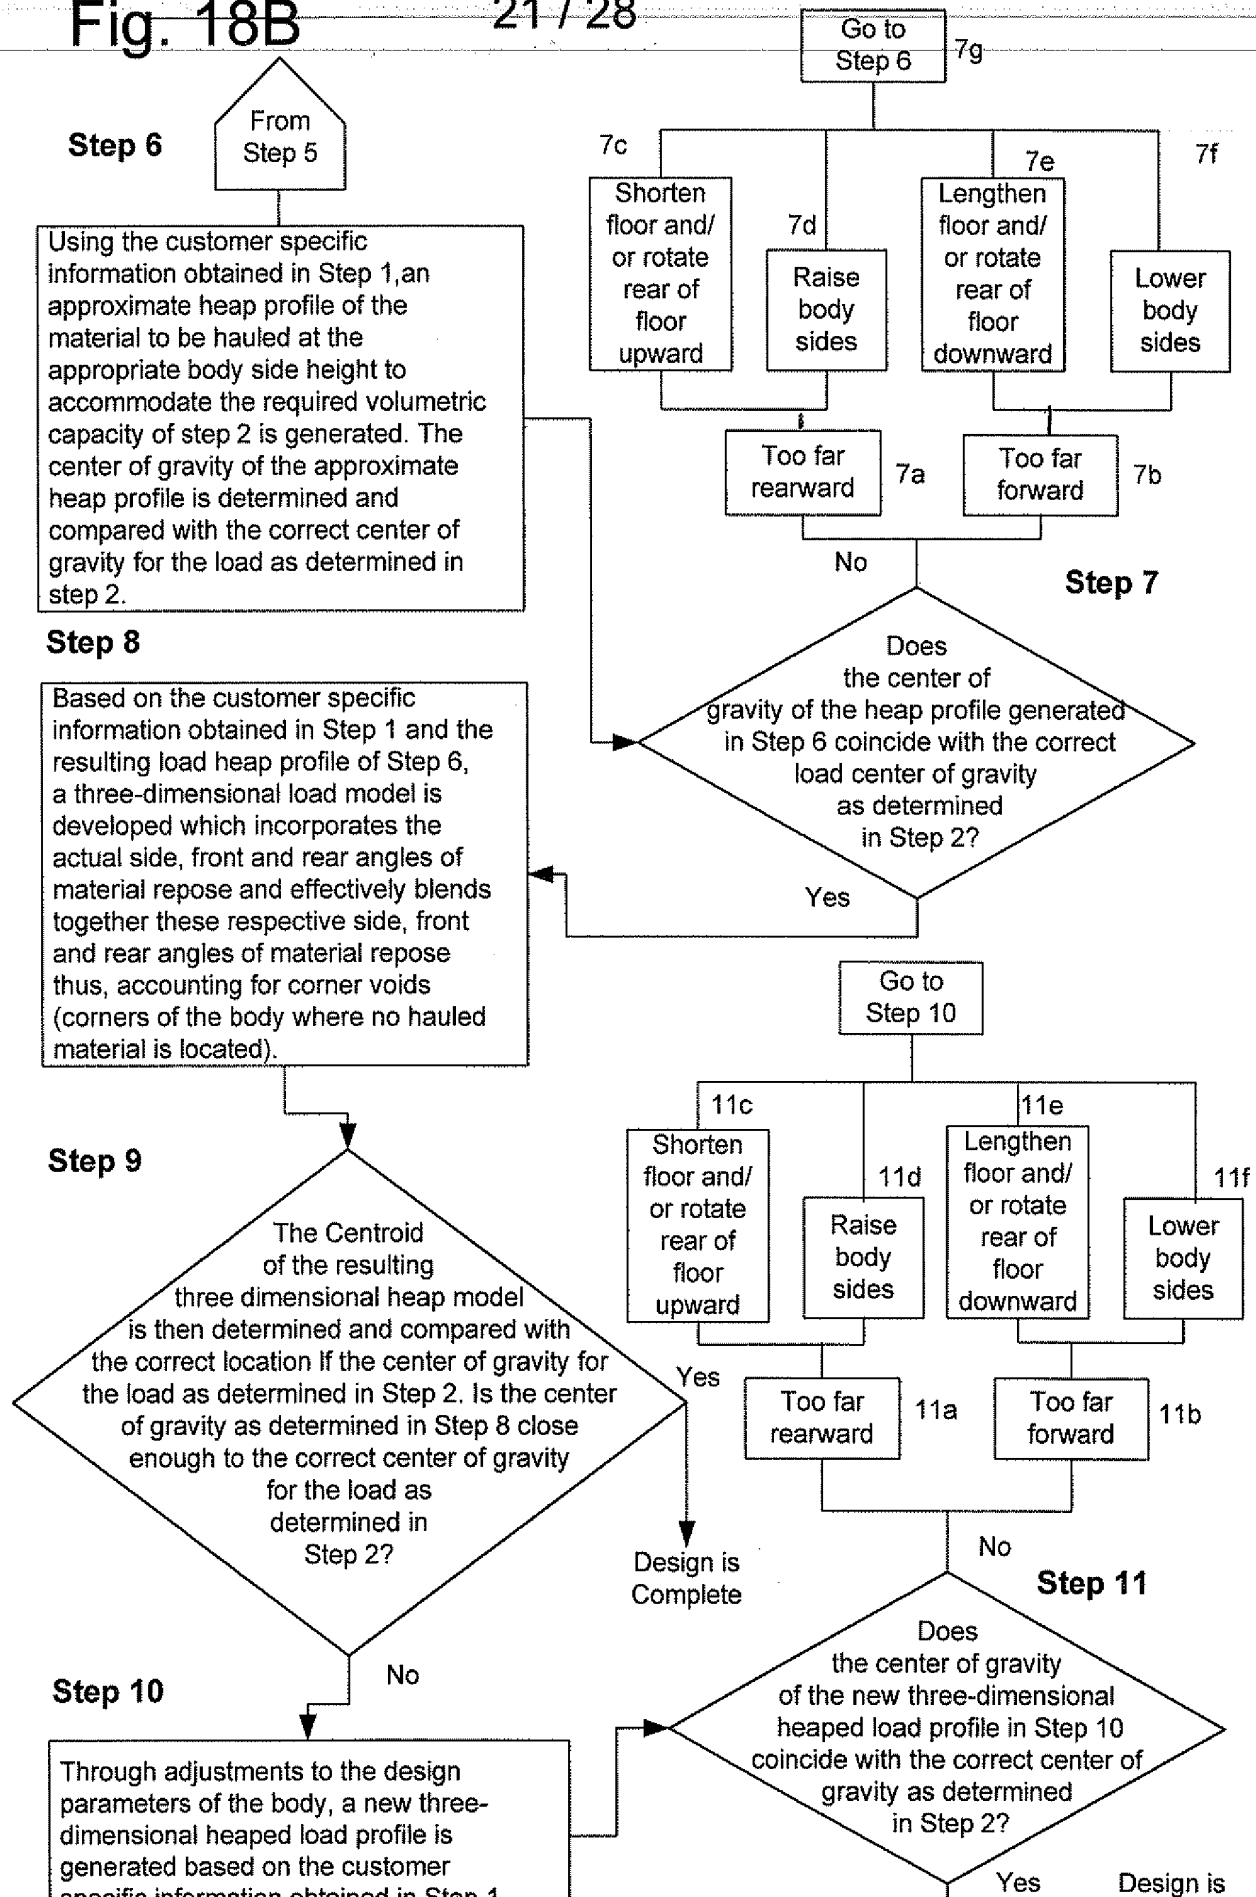 Fig. 18B
21 / 28
Step 6
From
Step 5
Using the customer specific
information obtained in Step 1,an
approximate heap profile of the
material to be hauled at the
appropriate body side height to
accommodate the required volumetric
capacity of step 2 is generated. The
center of gravity of the approximate
heap profile is determined and
compared with the correct center of
gravity for the load as determined in
step 2.
Go to
Step 6
7g
7c
Shorten
floor and/
or rotate
rear of
floor
upward
7d
Raise
body
sides
7e
Lengthen
floor and/
or rotate
rear of
floor
downward
7f
Lower
body
sides
Too far
rearward
7a
Too far
forward
7b
No
Step 7
Does
the center of
gravity of the heap profile generated
in Step 6 coincide with the correct
load center of gravity
as determined
in Step 2?
Yes
Step 8
Based on the customer specific
information obtained in Step 1 and the
resulting load heap profile of Step 6,
a three-dimensional load model is
developed which incorporates the
actual side, front and rear angles of
material repose and effectively blends
together these respective side, front
and rear angles of material repose
thus, accounting for corner voids
(corners of the body where no hauled
material is located).
Step 9
The Centroid
of the resulting
three dimensional heap model
is then determined and compared with
the correct location If the center of gravity for
the load as determined in Step 2. Is the center
of gravity as determined in Step 8 close
enough to the correct center of gravity
for the load as
determined in
Step 2?
Yes
Design is
Complete
No
Step 10
Through adjustments to the design
parameters of the body, a new three-
dimensional heaped load profile is
generated based on the customer
specific information obtained in Step 1
Go to
Step 10
11c
Shorten
floor and/
or rotate
rear of
floor
upward
11d
Raise
body
sides
11e
Lengthen
floor and/
or rotate
rear of
floor
downward
11f
Lower
body
sides
Too far
rearward
11a
Too far
forward
11b
No
Step 11
Does
the center of gravity
of the new three-dimensional
heaped load profile in Step 10
coincide with the correct center of
gravity as determined
in Step 2?
Yes
Design is